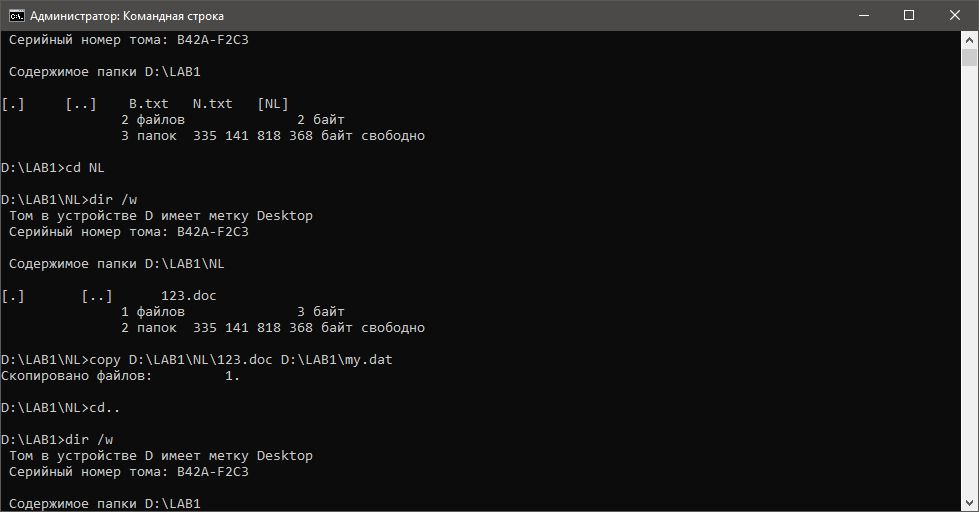 Администратор: Командная строка
Серийный номер тома: B42A-F2C3
Содержимое папки D:\LAB1
[.]     [..]    B.txt   N.txt   [NL]
2 файлов              2 байт
3 папок  335 141 818 368 байт свободно
D:\LAB1>cd NL
D:\LAB1\NL>dir /w
Том в устройстве D имеет метку Desktop
Серийный номер тома: B42A-F2C3
Содержимое папки D:\LAB1\NL
[.]       [..]      123.doc
1 файлов              3 байт
2 папок  335 141 818 368 байт свободно
D:\LAB1\NL>copy D:\LAB1\NL\123.doc D:\LAB1\my.dat
Скопировано файлов:         1.
D:\LAB1\NL>cd..
D:\LAB1>dir /w
Том в устройстве D имеет метку Desktop
Серийный номер тома: B42A-F2C3
Содержимое папки D:\LAB1